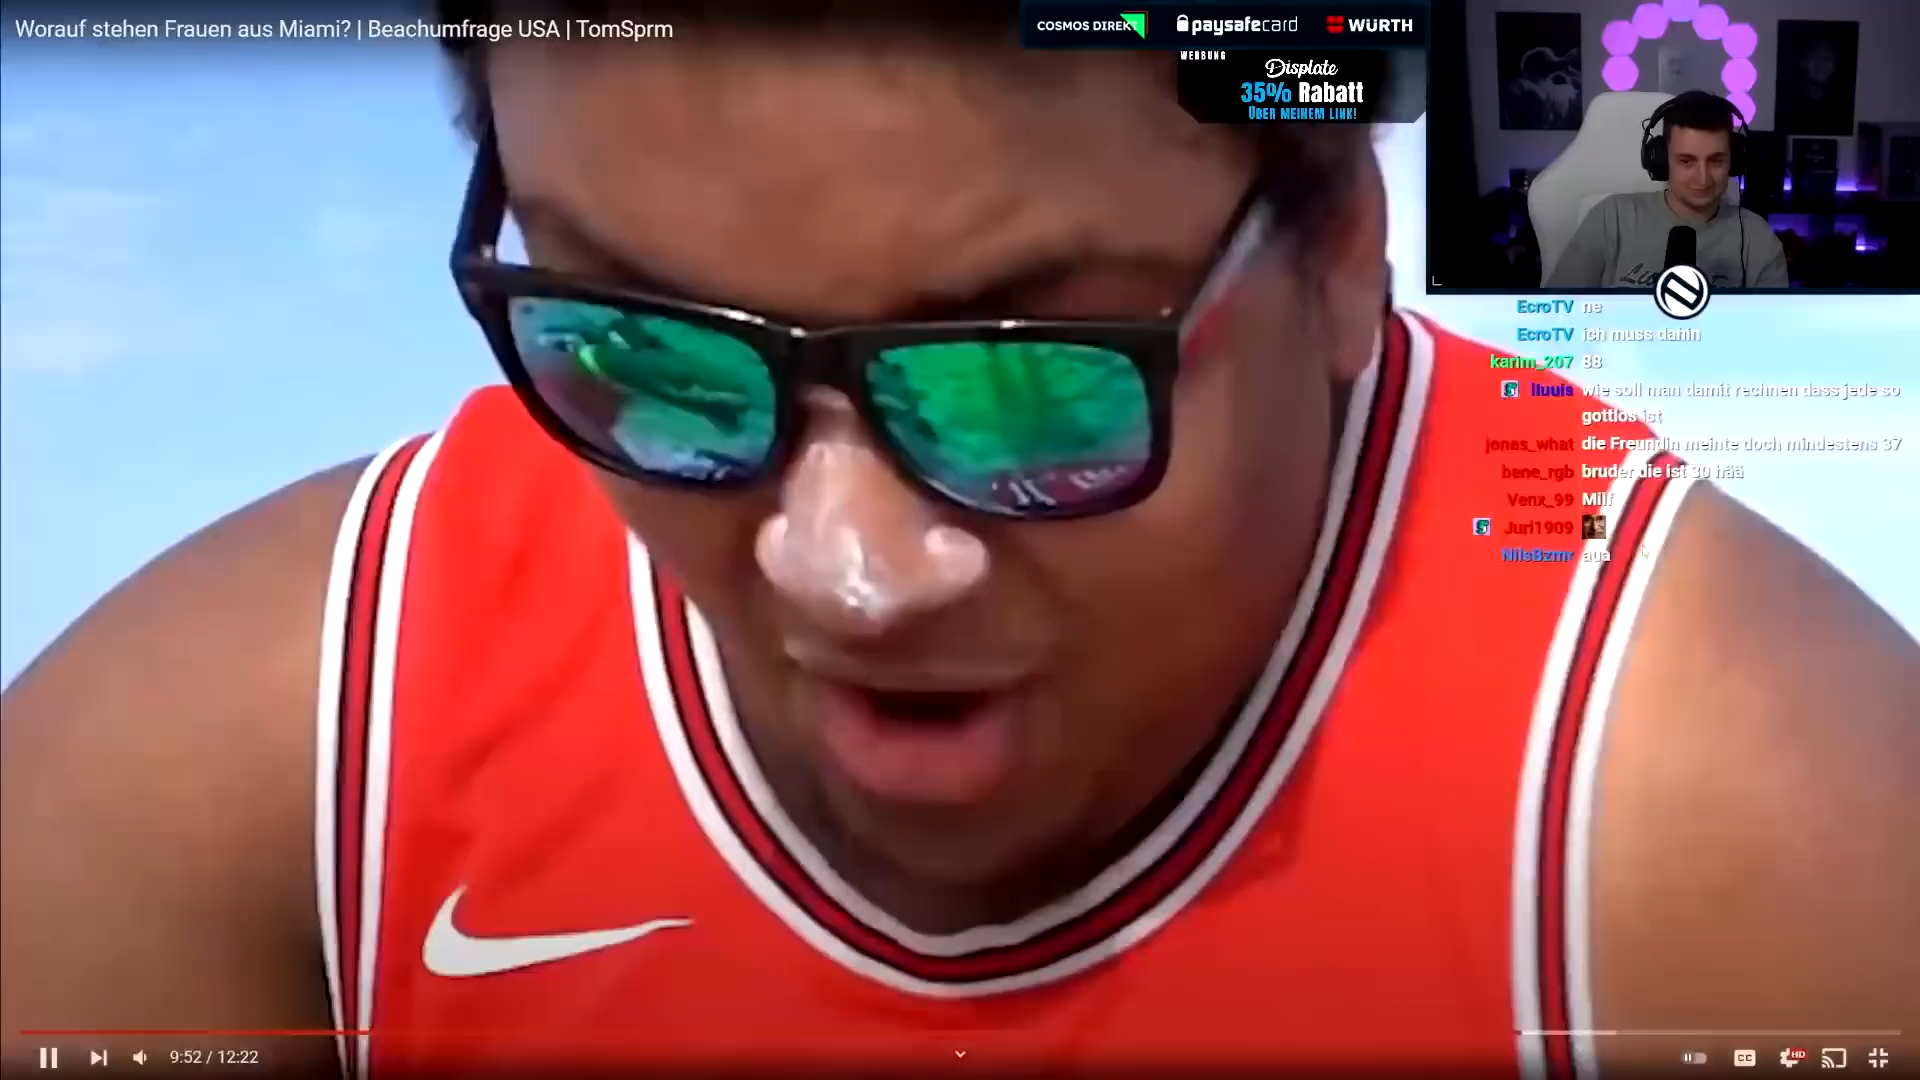 Worauf stehen Frauen aus Miami? | Beachumfrage USA | TomSprm
COSMOS DIREKT
paysafecard
WÜRTH
WERBUNG
Displate
35% Rabatt
ÜBER MEINEM LINK!
EcroTV ne
EcroTV ich muss dahin
karim_207 88
lluuis wie soll man damit rechnen dass jede so
gottlos ist
jonas_what die Freundin meinte doch mindestens 37
bene_rgb bruder die ist 30 hää
Venx_99 Milf
Juri1909
NilsBzmr aua
9:52 / 12:22
CC
HD